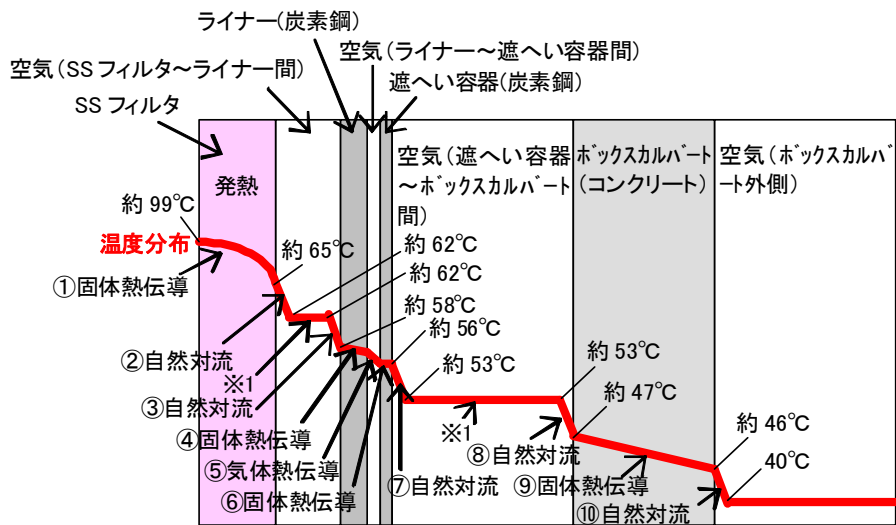 ライナー(炭素鋼)
空気(ライナー～遮へい容器間)
空気(SSフィルタ～ライナー間)
遮へい容器(炭素鋼)
SSフィルタ
発熱
空気(遮へい容器
～ボックスカルバート
間)
ボックスカルバート
(コンクリート)
空気(ボックスカルバ
ート外側)
約99℃
温度分布
約65℃
約62℃
約62℃
約58℃
約56℃
約53℃
約53℃
約47℃
約46℃
40℃
①固体熱伝導
②自然対流
※1
③自然対流
④固体熱伝導
⑤気体熱伝導
⑥固体熱伝導
⑦自然対流
※1
⑧自然対流
⑨固体熱伝導
⑩自然対流